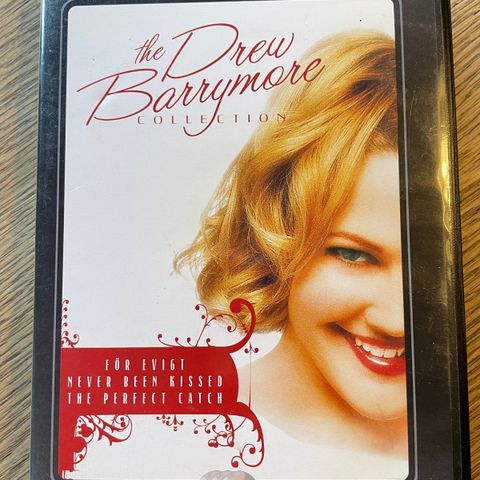 the Drew
Barrymore
COLLECTION
FÖR EVIGT
NEVER BEEN KISSED
THE PERFECT CATCH